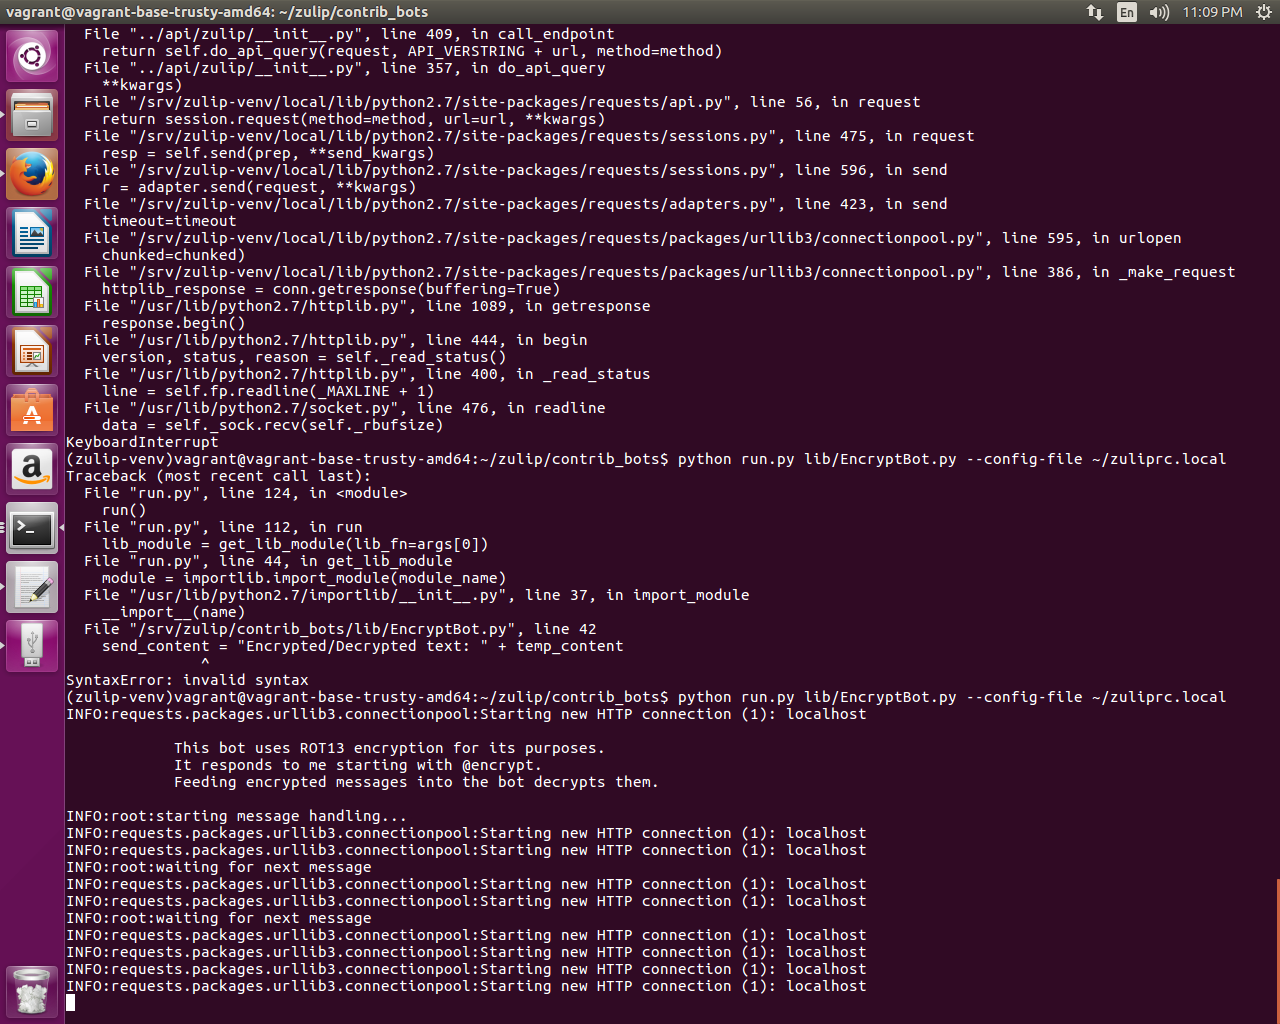 vagrant@vagrant-base-trusty-amd64: ~/zulip/contrib_bots
En
11:09 PM
  File "../api/zulip/__init__.py", line 409, in call_endpoint
    return self.do_api_query(request, API_VERSTRING + url, method=method)
  File "../api/zulip/__init__.py", line 357, in do_api_query
    **kwargs)
  File "/srv/zulip-venv/local/lib/python2.7/site-packages/requests/api.py", line 56, in request
    return session.request(method=method, url=url, **kwargs)
  File "/srv/zulip-venv/local/lib/python2.7/site-packages/requests/sessions.py", line 475, in request
    resp = self.send(prep, **send_kwargs)
  File "/srv/zulip-venv/local/lib/python2.7/site-packages/requests/sessions.py", line 596, in send
    r = adapter.send(request, **kwargs)
  File "/srv/zulip-venv/local/lib/python2.7/site-packages/requests/adapters.py", line 423, in send
    timeout=timeout
  File "/srv/zulip-venv/local/lib/python2.7/site-packages/requests/packages/urllib3/connectionpool.py", line 595, in urlopen
    chunked=chunked)
  File "/srv/zulip-venv/local/lib/python2.7/site-packages/requests/packages/urllib3/connectionpool.py", line 386, in _make_request
    httplib_response = conn.getresponse(buffering=True)
  File "/usr/lib/python2.7/httplib.py", line 1089, in getresponse
    response.begin()
  File "/usr/lib/python2.7/httplib.py", line 444, in begin
    version, status, reason = self._read_status()
  File "/usr/lib/python2.7/httplib.py", line 400, in _read_status
    line = self.fp.readline(_MAXLINE + 1)
  File "/usr/lib/python2.7/socket.py", line 476, in readline
    data = self._sock.recv(self._rbufsize)
KeyboardInterrupt
(zulip-venv)vagrant@vagrant-base-trusty-amd64:~/zulip/contrib_bots$ python run.py lib/EncryptBot.py --config-file ~/zuliprc.local
Traceback (most recent call last):
  File "run.py", line 124, in <module>
    run()
  File "run.py", line 112, in run
    lib_module = get_lib_module(lib_fn=args[0])
  File "run.py", line 44, in get_lib_module
    module = importlib.import_module(module_name)
  File "/usr/lib/python2.7/importlib/__init__.py", line 37, in import_module
    __import__(name)
  File "/srv/zulip/contrib_bots/lib/EncryptBot.py", line 42
    send_content = "Encrypted/Decrypted text: " + temp_content
               ^
SyntaxError: invalid syntax
(zulip-venv)vagrant@vagrant-base-trusty-amd64:~/zulip/contrib_bots$ python run.py lib/EncryptBot.py --config-file ~/zuliprc.local
INFO:requests.packages.urllib3.connectionpool:Starting new HTTP connection (1): localhost
            This bot uses ROT13 encryption for its purposes.
            It responds to me starting with @encrypt.
            Feeding encrypted messages into the bot decrypts them.
INFO:root:starting message handling...
INFO:requests.packages.urllib3.connectionpool:Starting new HTTP connection (1): localhost
INFO:requests.packages.urllib3.connectionpool:Starting new HTTP connection (1): localhost
INFO:root:waiting for next message
INFO:requests.packages.urllib3.connectionpool:Starting new HTTP connection (1): localhost
INFO:requests.packages.urllib3.connectionpool:Starting new HTTP connection (1): localhost
INFO:root:waiting for next message
INFO:requests.packages.urllib3.connectionpool:Starting new HTTP connection (1): localhost
INFO:requests.packages.urllib3.connectionpool:Starting new HTTP connection (1): localhost
INFO:requests.packages.urllib3.connectionpool:Starting new HTTP connection (1): localhost
INFO:requests.packages.urllib3.connectionpool:Starting new HTTP connection (1): localhost